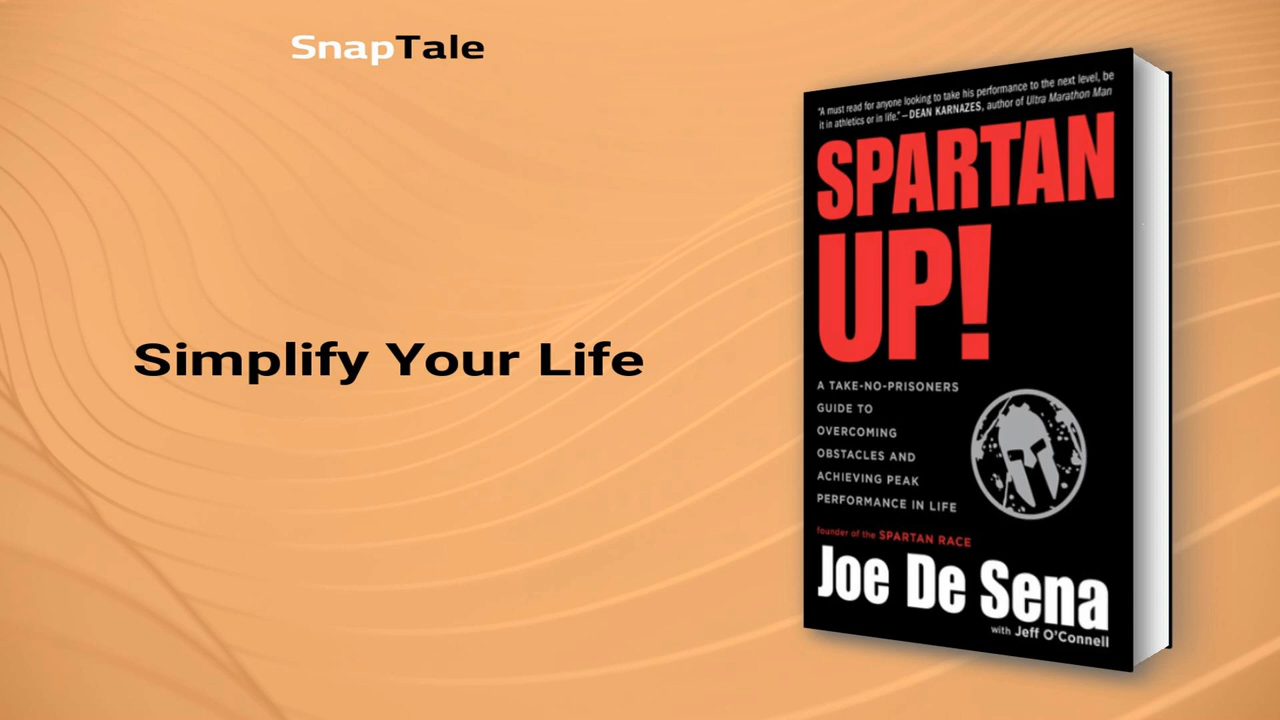 SnapTale
Simplify Your Life
"A must read for anyone looking to take his performance to the next level, be
it in athletics or in life."—DEAN KARNAZES, author of Ultra Marathon Man
SPARTAN
UP!
A TAKE-NO-PRISONERS
GUIDE TO
OVERCOMING
OBSTACLES AND
ACHIEVING PEAK
PERFORMANCE IN LIFE
founder of the SPARTAN RACE
Joe De Sena
with Jeff O'Connell